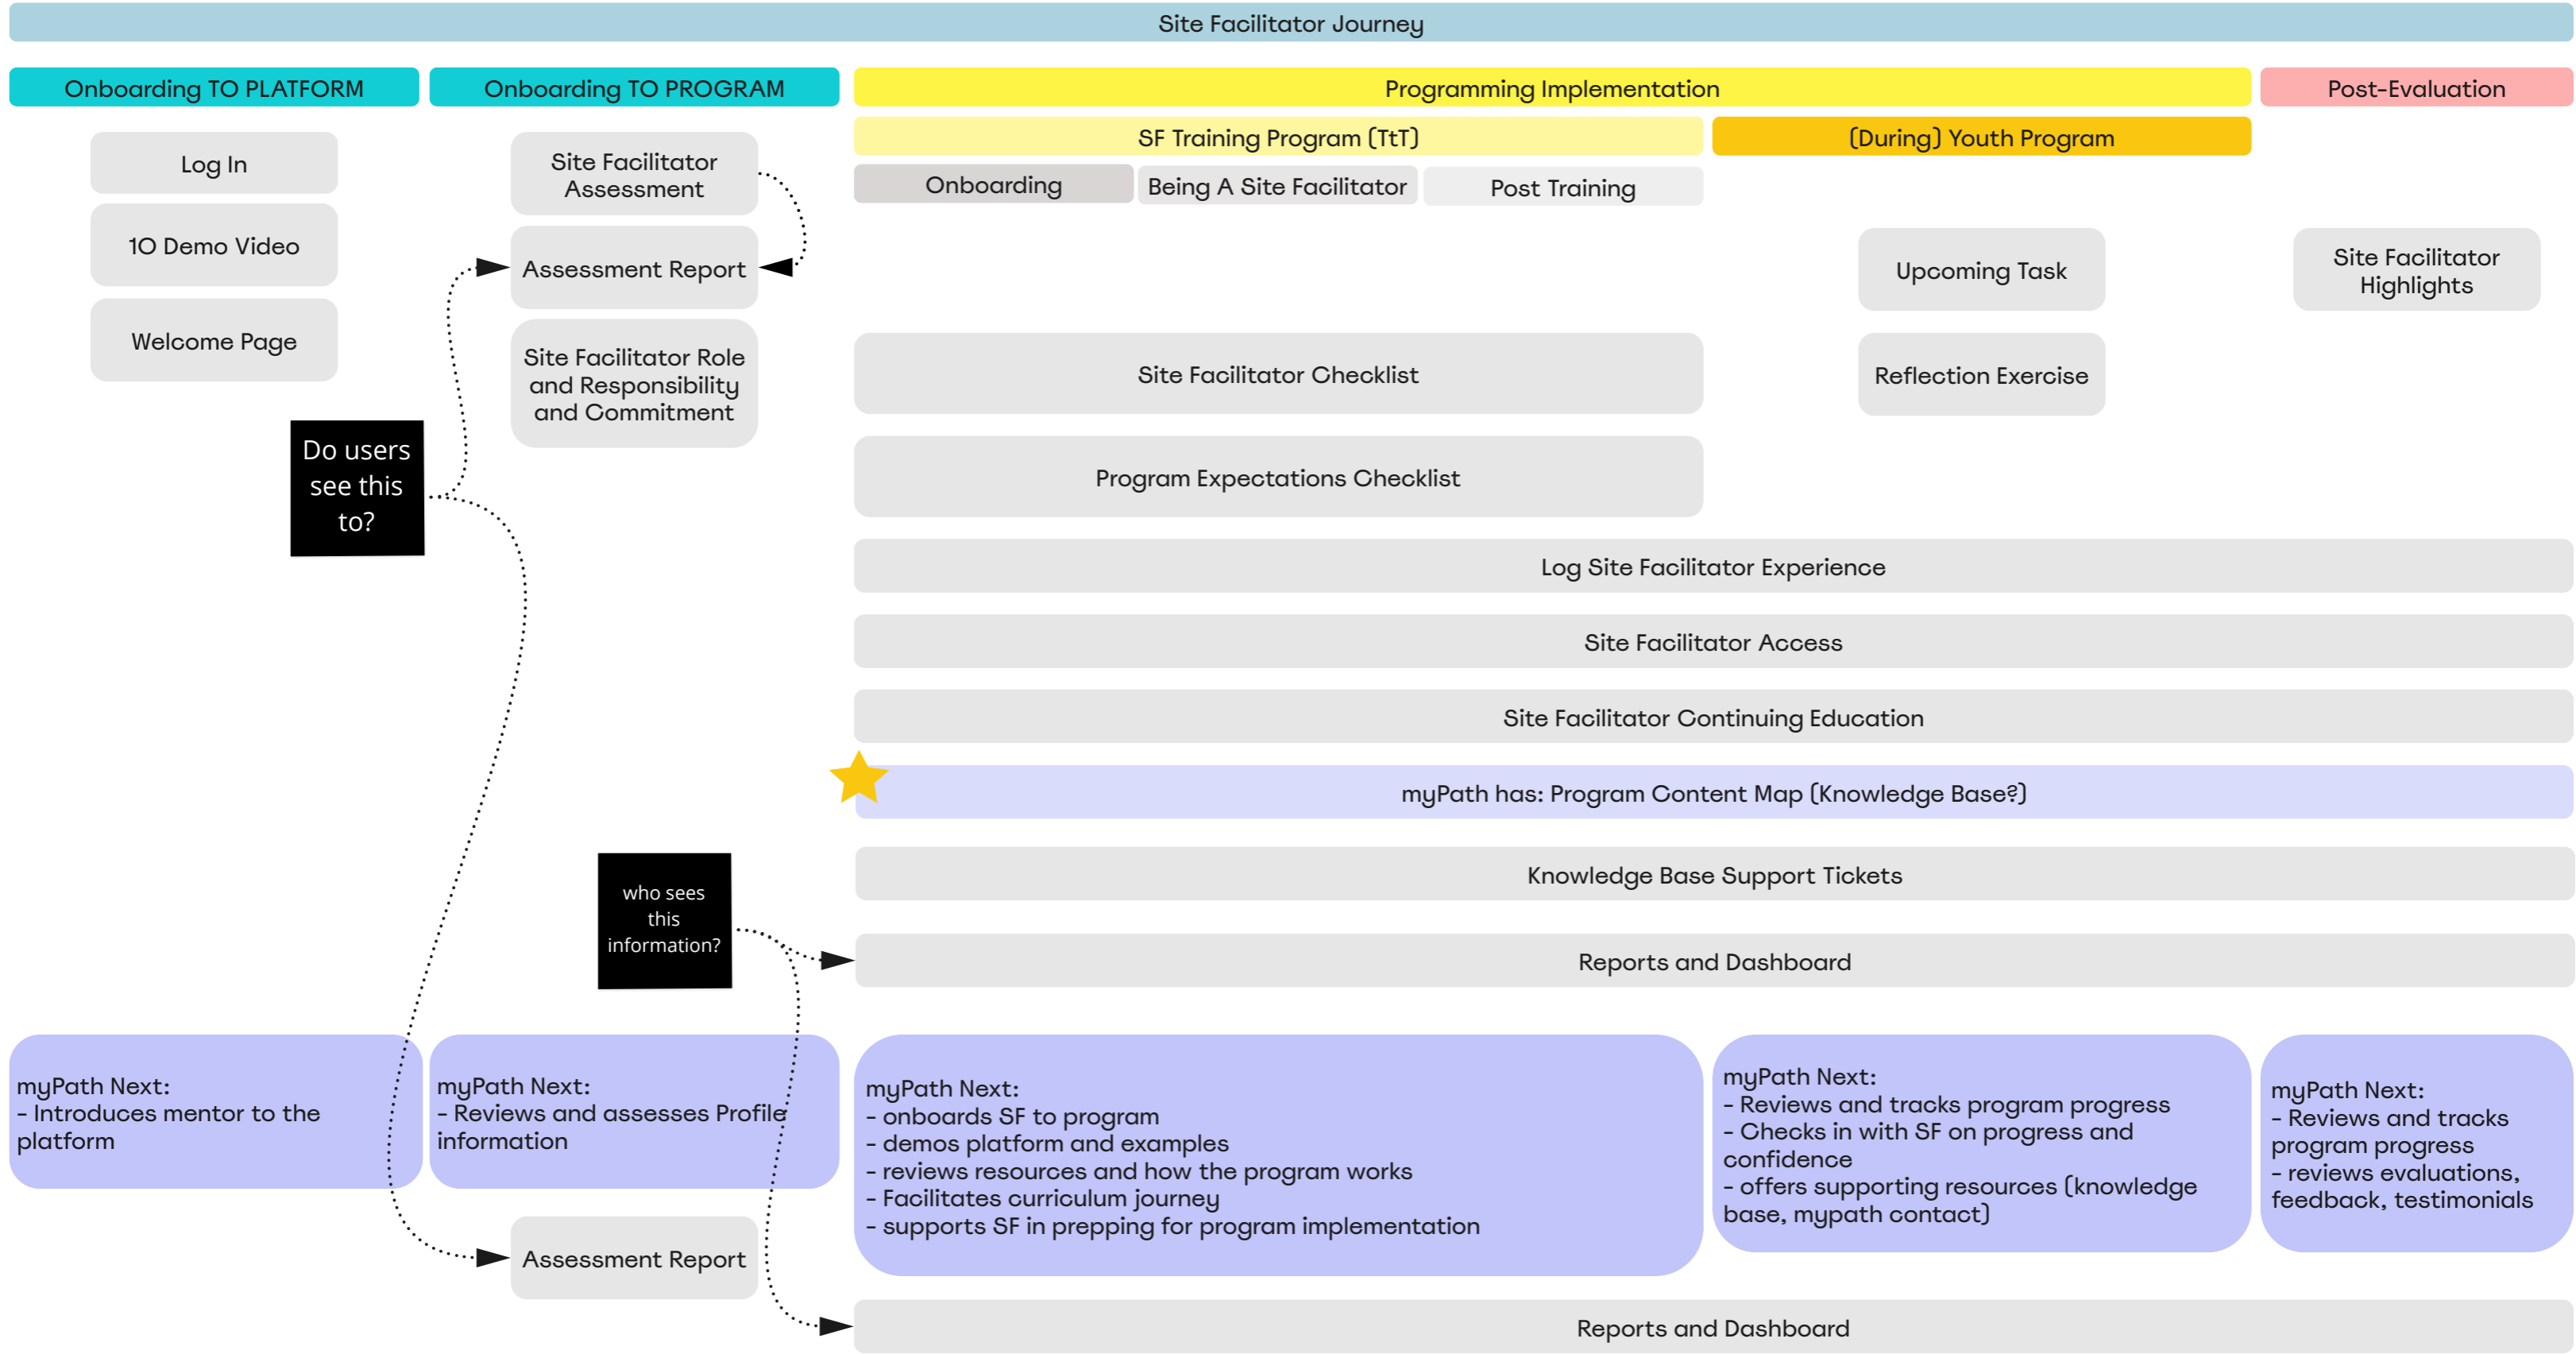 Site Facilitator Journey
Onboarding TO PLATFORM
Onboarding TO PROGRAM
Programming Implementation
Post-Evaluation
SF Training Program (TtT)
(During) Youth Program
Onboarding
Being A Site Facilitator
Post Training
Log In
10 Demo Video
Welcome Page
Site Facilitator
Assessment
Assessment Report
Site Facilitator Role
and Responsibility
and Commitment
Do users
see this
to?
Upcoming Task
Reflection Exercise
Site Facilitator
Highlights
Site Facilitator Checklist
Program Expectations Checklist
Log Site Facilitator Experience
Site Facilitator Access
Site Facilitator Continuing Education
myPath has: Program Content Map (Knowledge Base?)
Knowledge Base Support Tickets
who sees
this
information?
Reports and Dashboard
myPath Next:
- Introduces mentor to the
platform
myPath Next:
- Reviews and assesses Profile
information
myPath Next:
- onboards SF to program
- demos platform and examples
- reviews resources and how the program works
- Facilitates curriculum journey
- supports SF in prepping for program implementation
myPath Next:
- Reviews and tracks program progress
- Checks in with SF on progress and
confidence
- offers supporting resources (knowledge
base, mypath contact)
myPath Next:
- Reviews and tracks
program progress
- reviews evaluations,
feedback, testimonials
Assessment Report
Reports and Dashboard